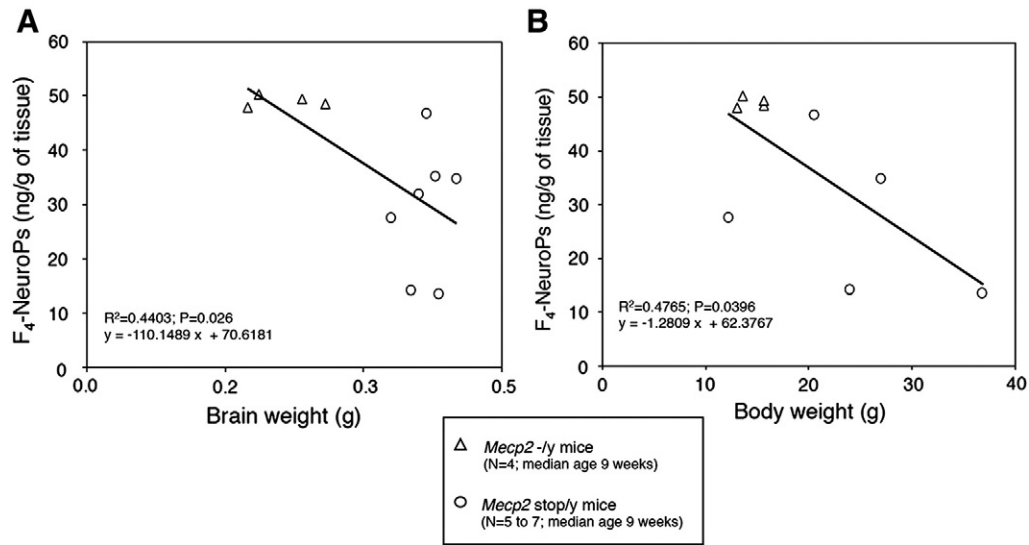 A
60
50
40
30
20
10
0
F₄-NeuroPs (ng/g of tissue)
R²=0.4403; P=0.026
y = -110.1489 x + 70.6181
0.0 0.2 0.3 0.5
Brain weight (g)
B
60
50
40
30
20
10
0
F₄-NeuroPs (ng/g of tissue)
R²=0.4765; P=0.0396
y = -1.2809 x + 62.3767
0 10 20 30 40
Body weight (g)
Mecp2 -/y mice
(N=4; median age 9 weeks)
Mecp2 stop/y mice
(N=5 to 7; median age 9 weeks)